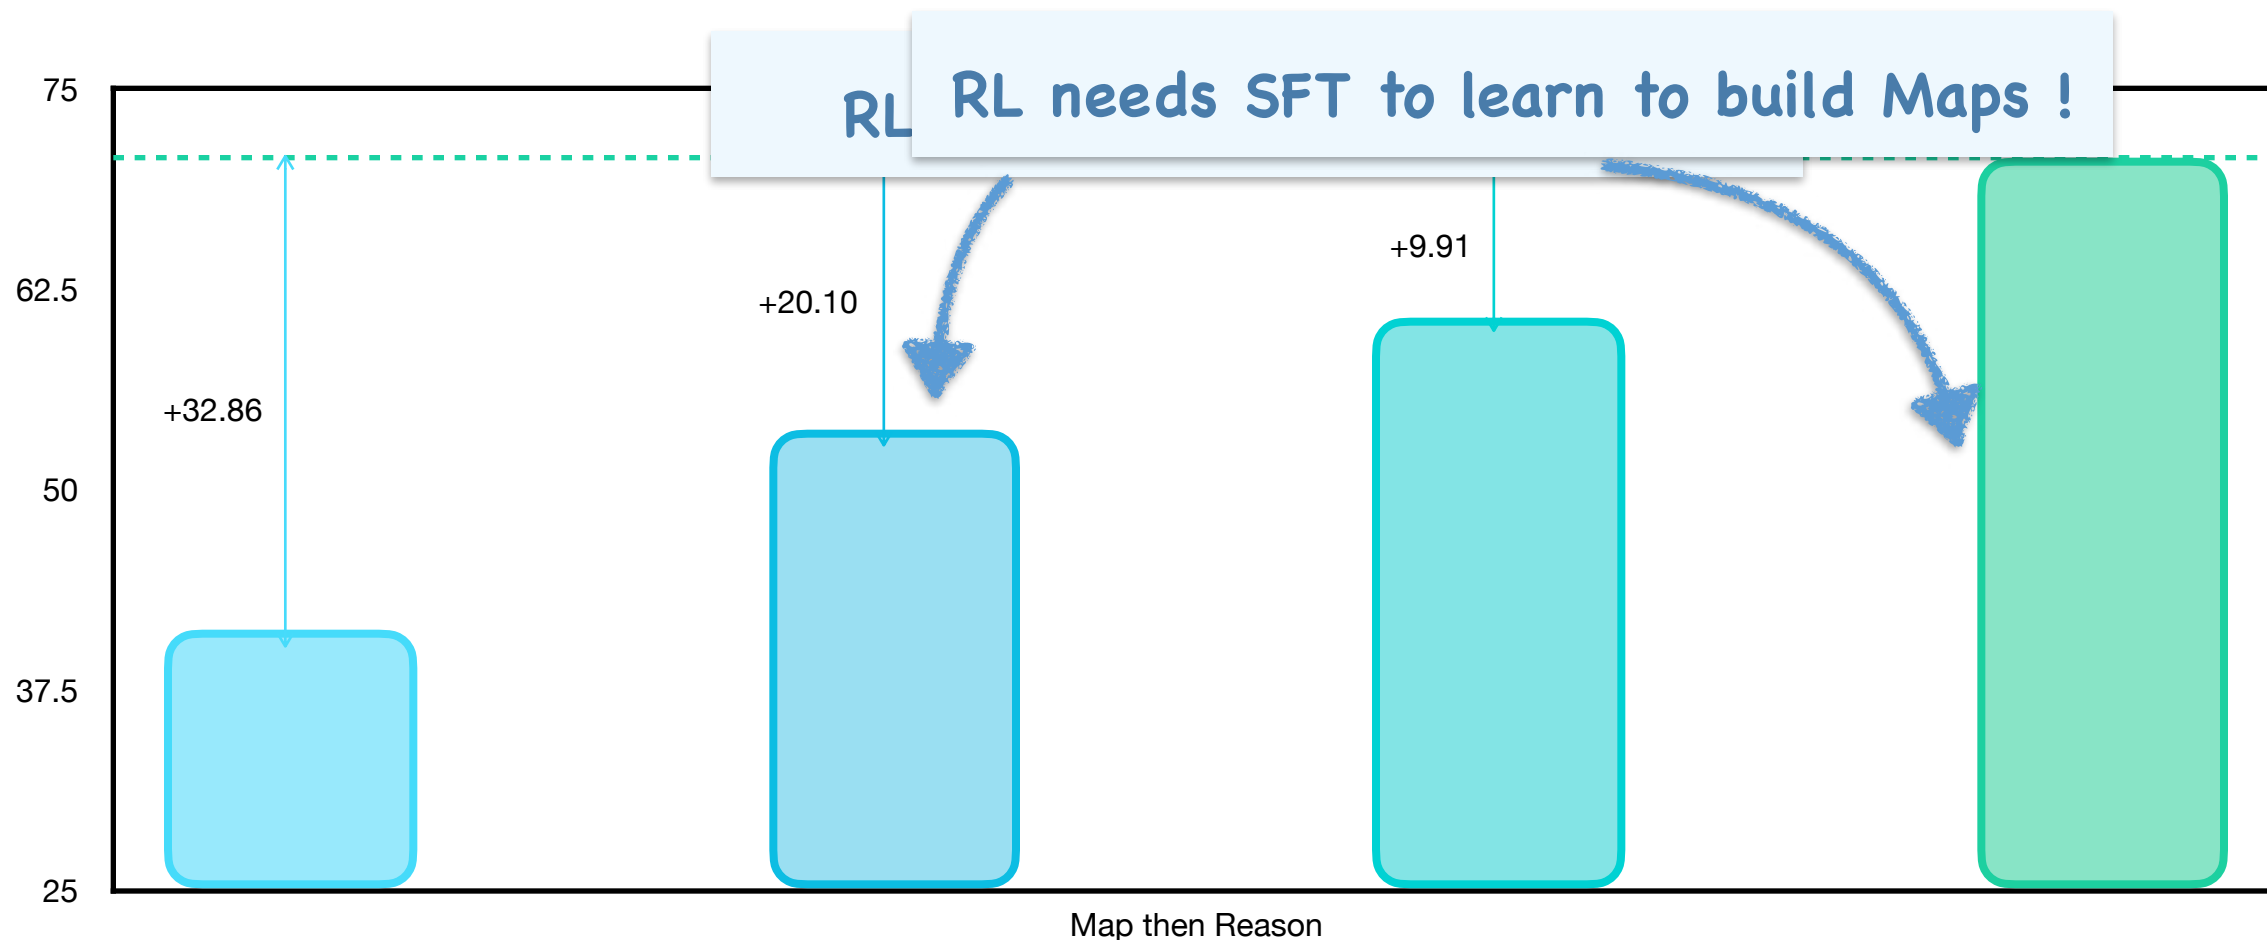 RL needs SFT to learn to build Maps !
RL
75
62.5
50
37.5
25
+32.86
+20.10
+9.91
Map then Reason